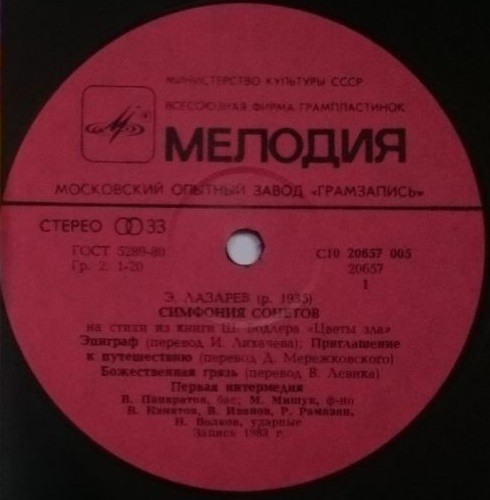 МИНИСТЕРСТВО КУЛЬТУРЫ СССР
ВСЕСОЮЗНАЯ ФИРМА ГРАМПЛАСТИНОК
МЕЛОДИЯ
МОСКОВСКИЙ ОПЫТНЫЙ ЗАВОД «ГРАМЗАПИСЬ»
СТЕРЕО 33
ГОСТ 5289-80
Гр. 2. 1-20
С10 20657 005
20657
1
Э. ЛАЗАРЕВ (р. 1935)
СИМФОНИЯ СОНЕТОВ
на стихи из книги Ш. Бодлера «Цветы зла»
Эпиграф (перевод И. Лихачева); Приглашение
к путешествию (перевод Д. Мережковского)
Божественная грязь (перевод В. Левика)
Первая интермедия
В. Панкратов, бас; М. Мищук, ф-но
В. Иванов, Р. Рамазян,
Н. Волков, ударные
Запись 1983 г.